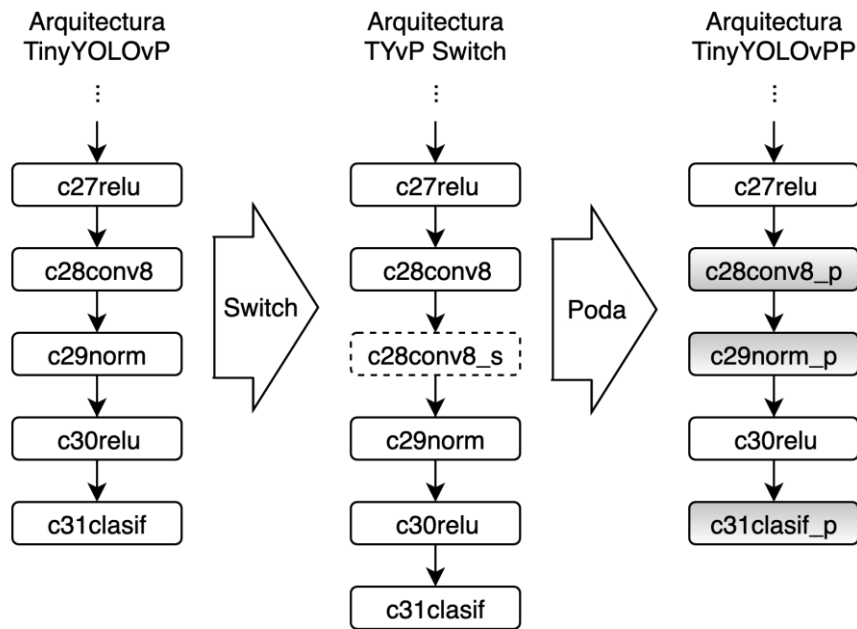 Arquitectura
TinyYOLOvP
...
c27relu
c28conv8
c29norm
c30relu
c31clasif
Switch
Arquitectura
TYvP Switch
...
c27relu
c28conv8
c28conv8_s
c29norm
c30relu
c31clasif
Poda
Arquitectura
TinyYOLOvPP
...
c27relu
c28conv8_p
c29norm_p
c30relu
c31clasif_p